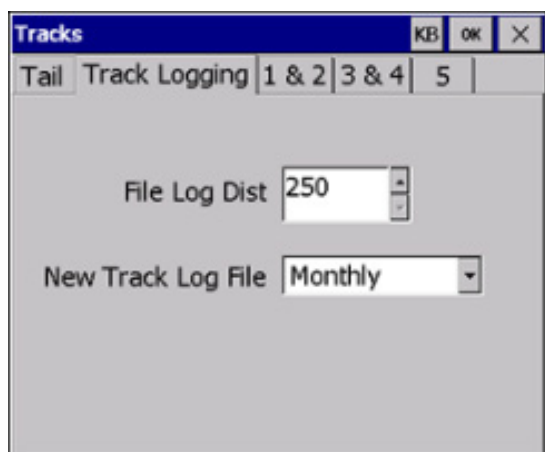 Tracks KB OK
Tail Track Logging 1 & 2 3 & 4 5
File Log Dist 250
New Track Log File Monthly